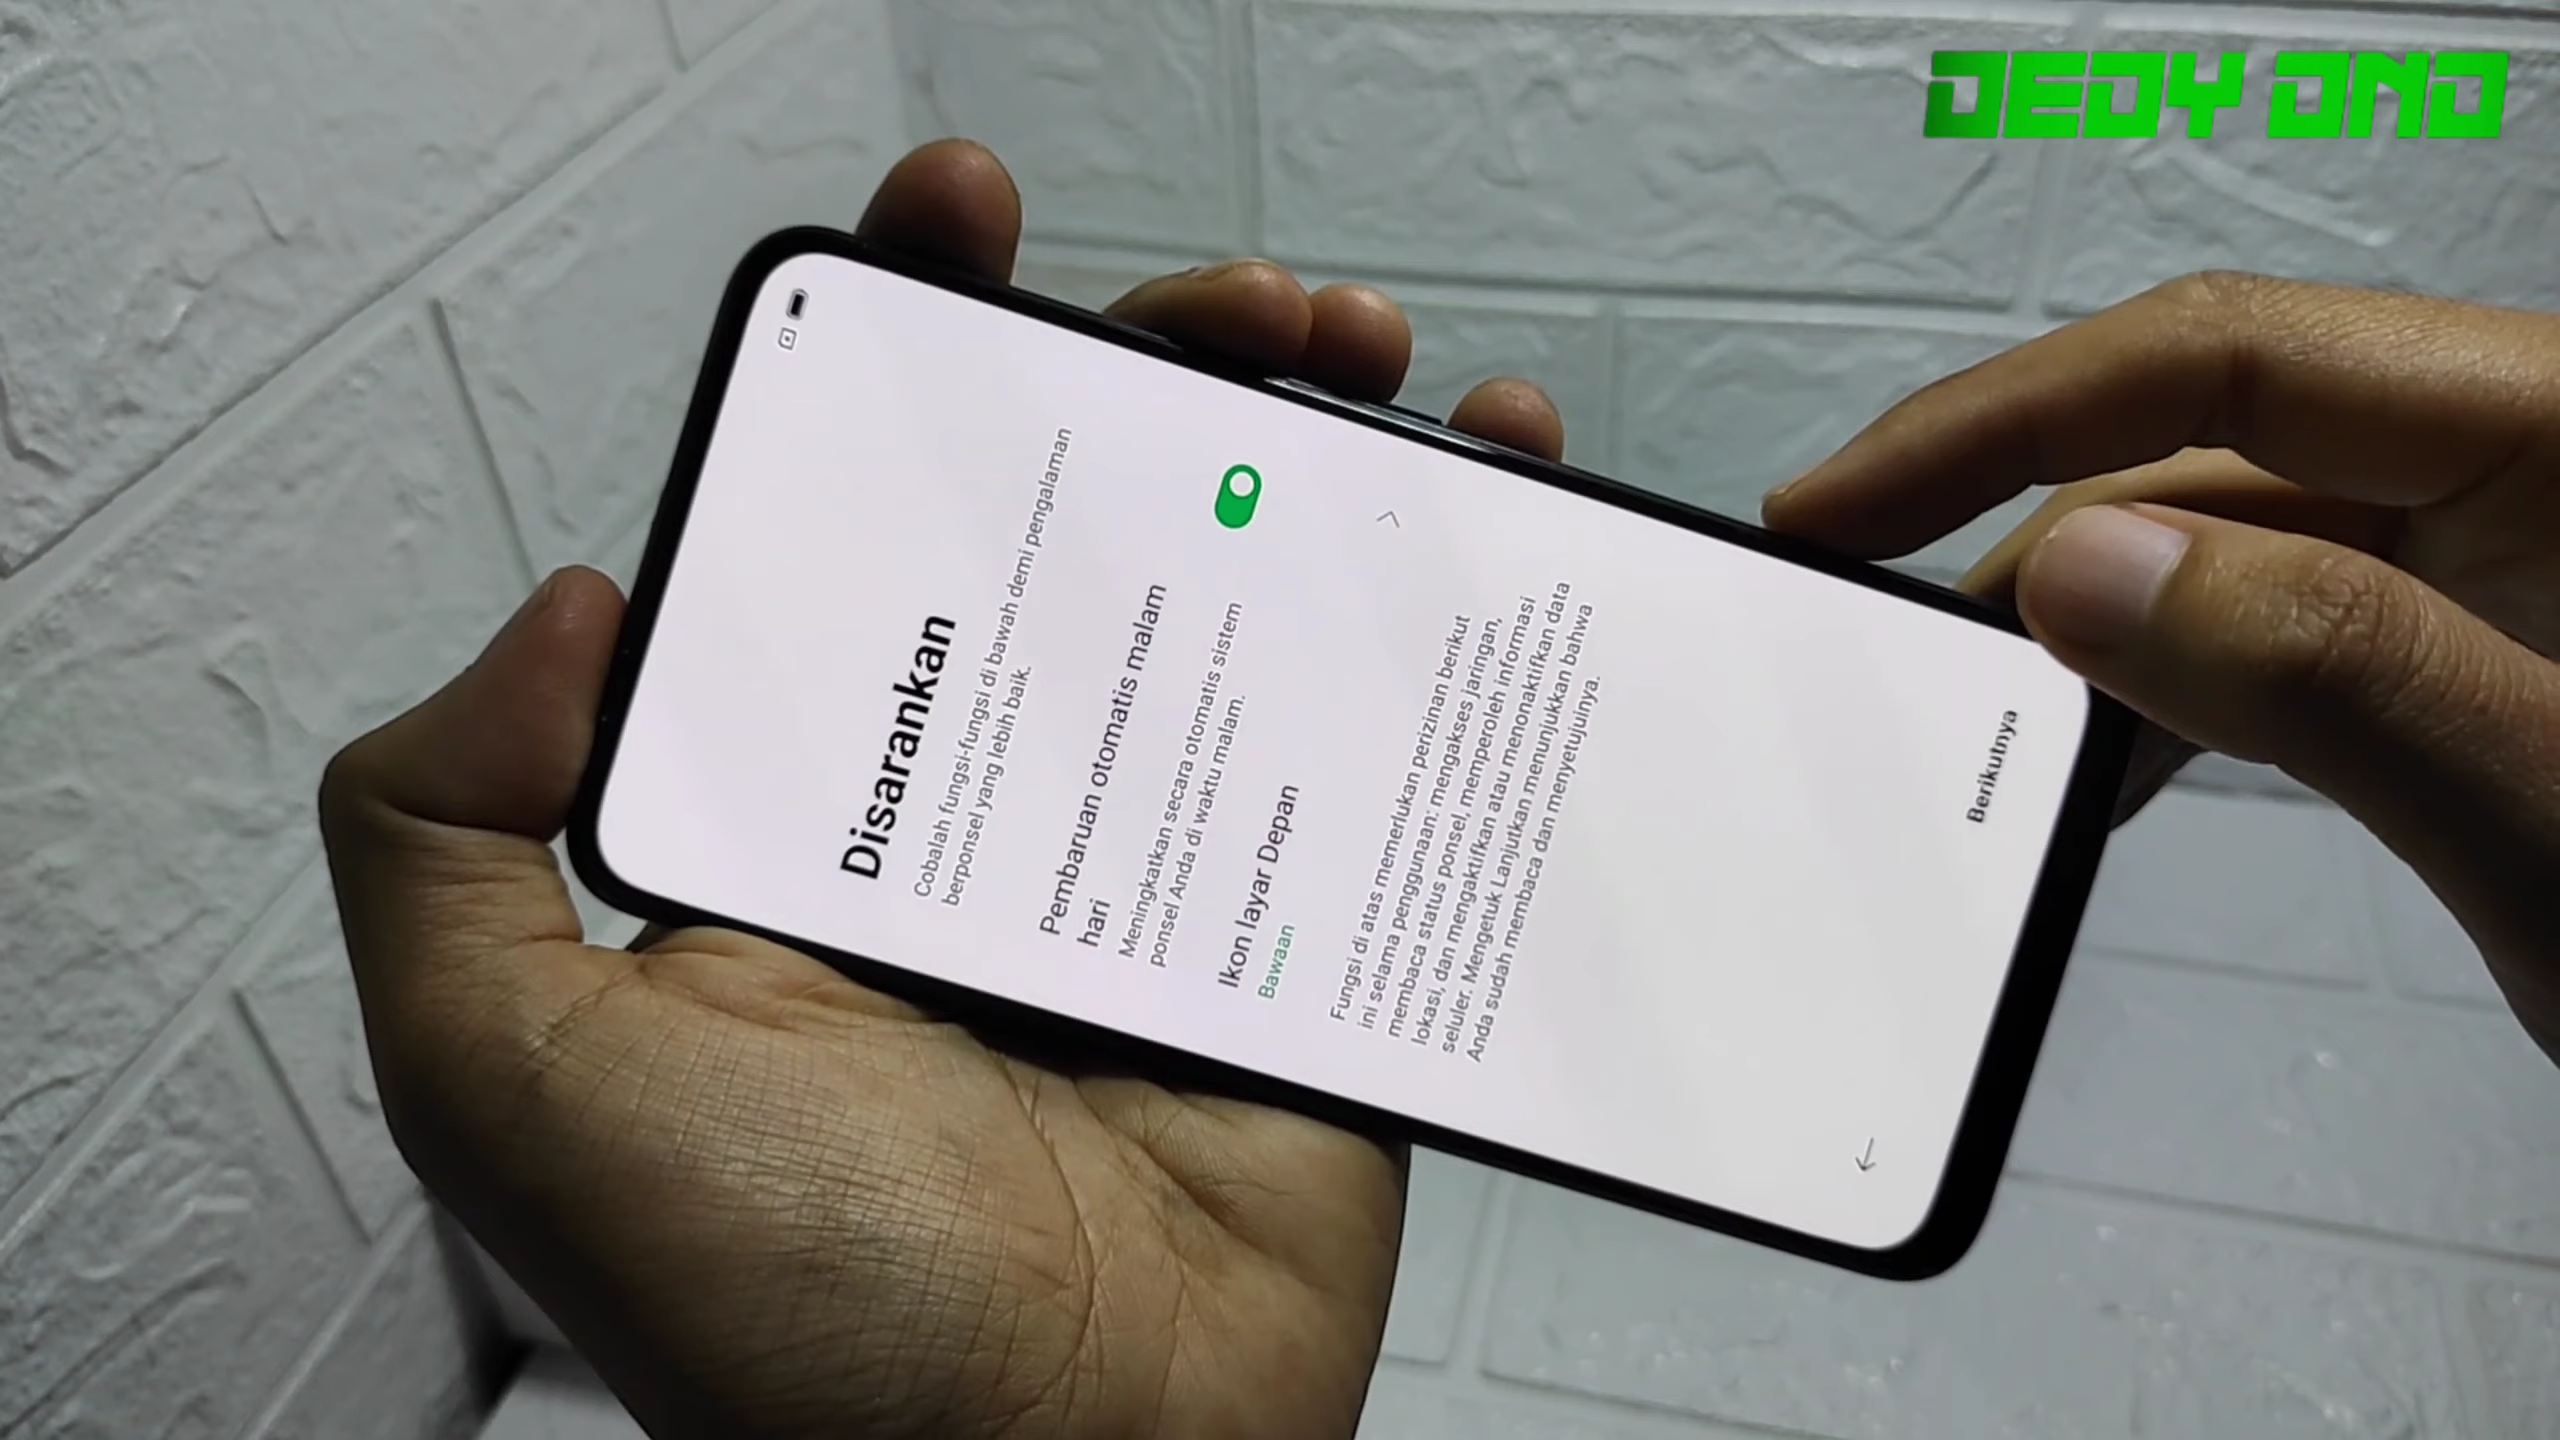 DEDY ONO
Disarankan
Cobalah fungsi-fungsi di bawah demi pengalaman
berponsel yang lebih baik.
Pembaruan otomatis malam
hari
Meningkatkan secara otomatis sistem
ponsel Anda di waktu malam.
Ikon layar Depan
Bawaan
Fungsi di atas memerlukan perizinan berikut
ini selama penggunaan: mengakses jaringan,
membaca status ponsel, memperoleh informasi
lokasi, dan mengaktifkan atau menonaktifkan data
seluler. Mengetuk Lanjutkan menunjukkan bahwa
Anda sudah membaca dan menyetujuinya.
Berikutnya